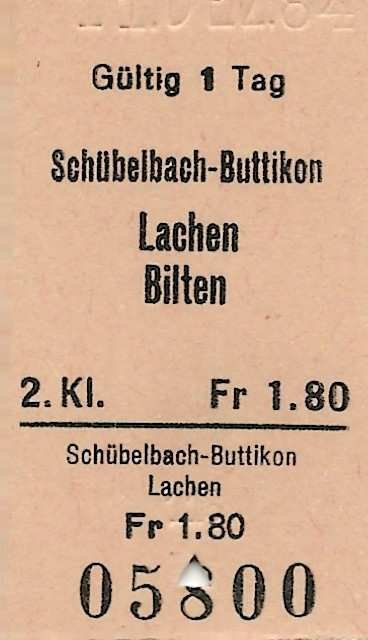 Gültig 1 Tag
Schübelbach-Buttikon
Lachen
Bilten
2. Kl. Fr 1.80
Schübelbach-Buttikon
Lachen
Fr 1.80
05800